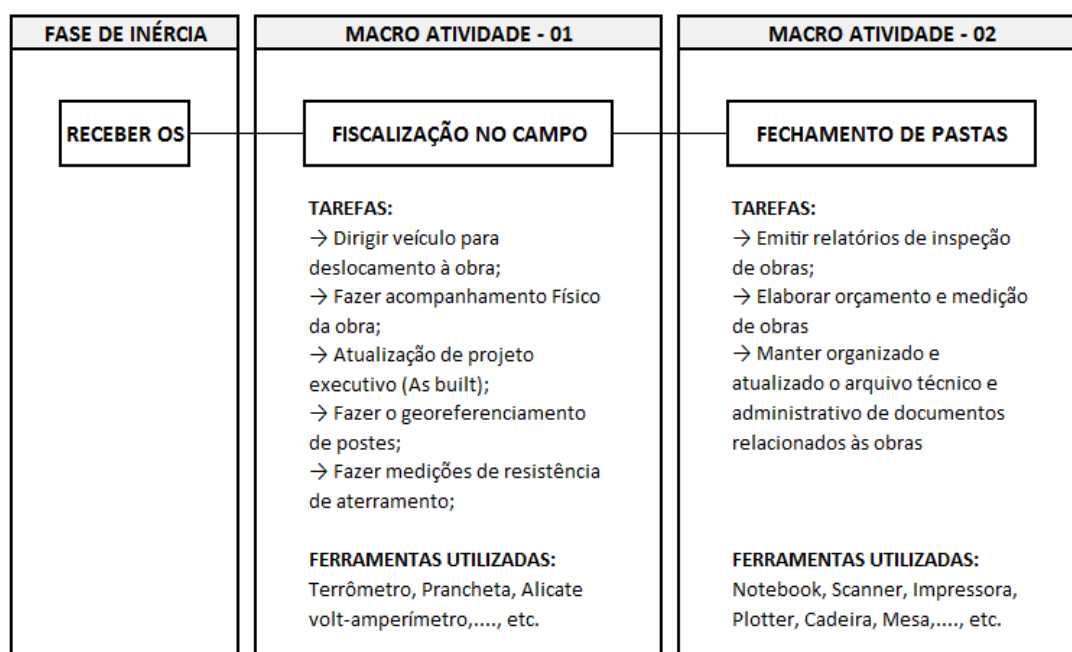 FASE DE INÉRCIA
RECEBER OS
MACRO ATIVIDADE - 01
FISCALIZAÇÃO NO CAMPO
TAREFAS:
→ Dirigir veículo para
deslocamento à obra;
→ Fazer acompanhamento Físico
da obra;
→ Atualização de projeto
executivo (As built);
→ Fazer o georeferenciamento
de postes;
→ Fazer medições de resistência
de aterramento;
FERRAMENTAS UTILIZADAS:
Terrômetro, Prancheta, Alicate
volt-amperímetro,...., etc.
MACRO ATIVIDADE - 02
FECHAMENTO DE PASTAS
TAREFAS:
→ Emitir relatórios de inspeção
de obras;
→ Elaborar orçamento e medição
de obras
→ Manter organizado e
atualizado o arquivo técnico e
administrativo de documentos
relacionados às obras
FERRAMENTAS UTILIZADAS:
Notebook, Scanner, Impressora,
Plotter, Cadeira, Mesa,...., etc.